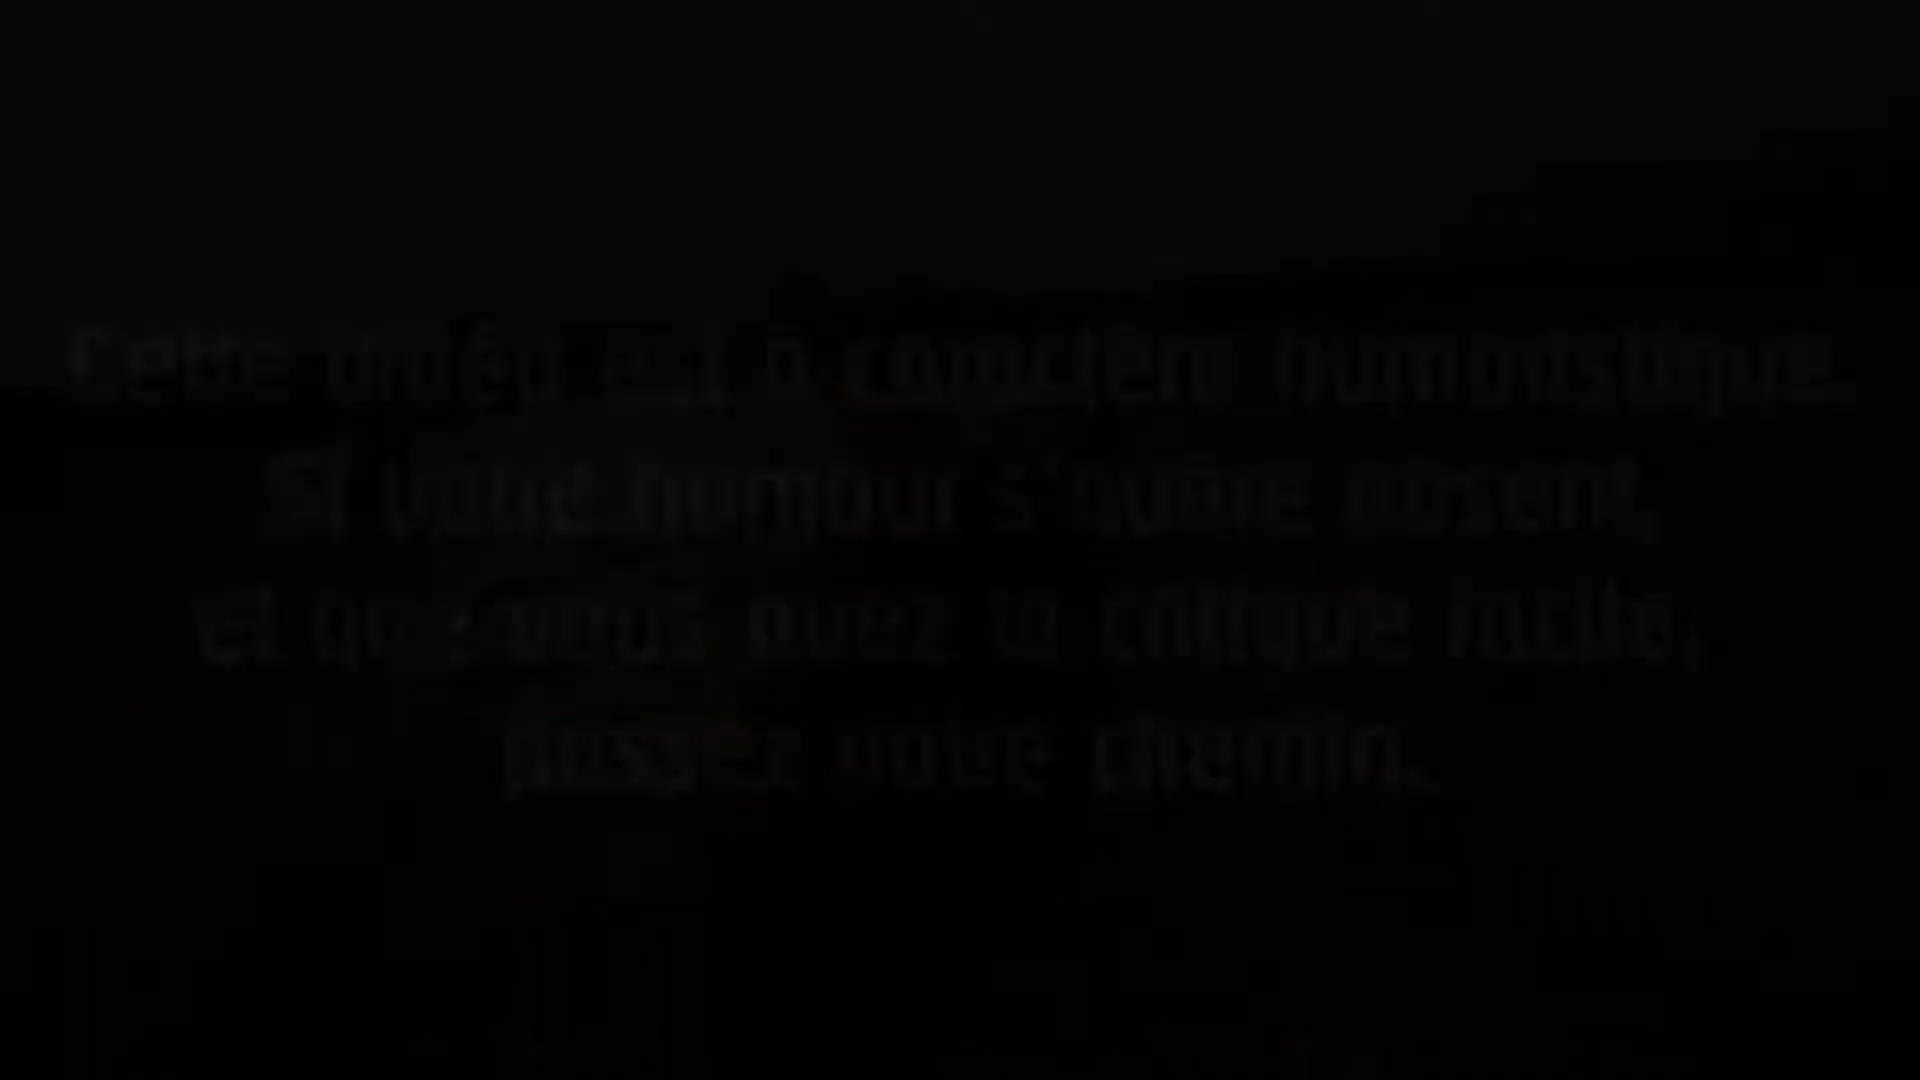 Cette vidéo est à caractère humoristique.
Si votre humour s'avère absent,
et que vous avez la critique facile,
passez votre chemin.